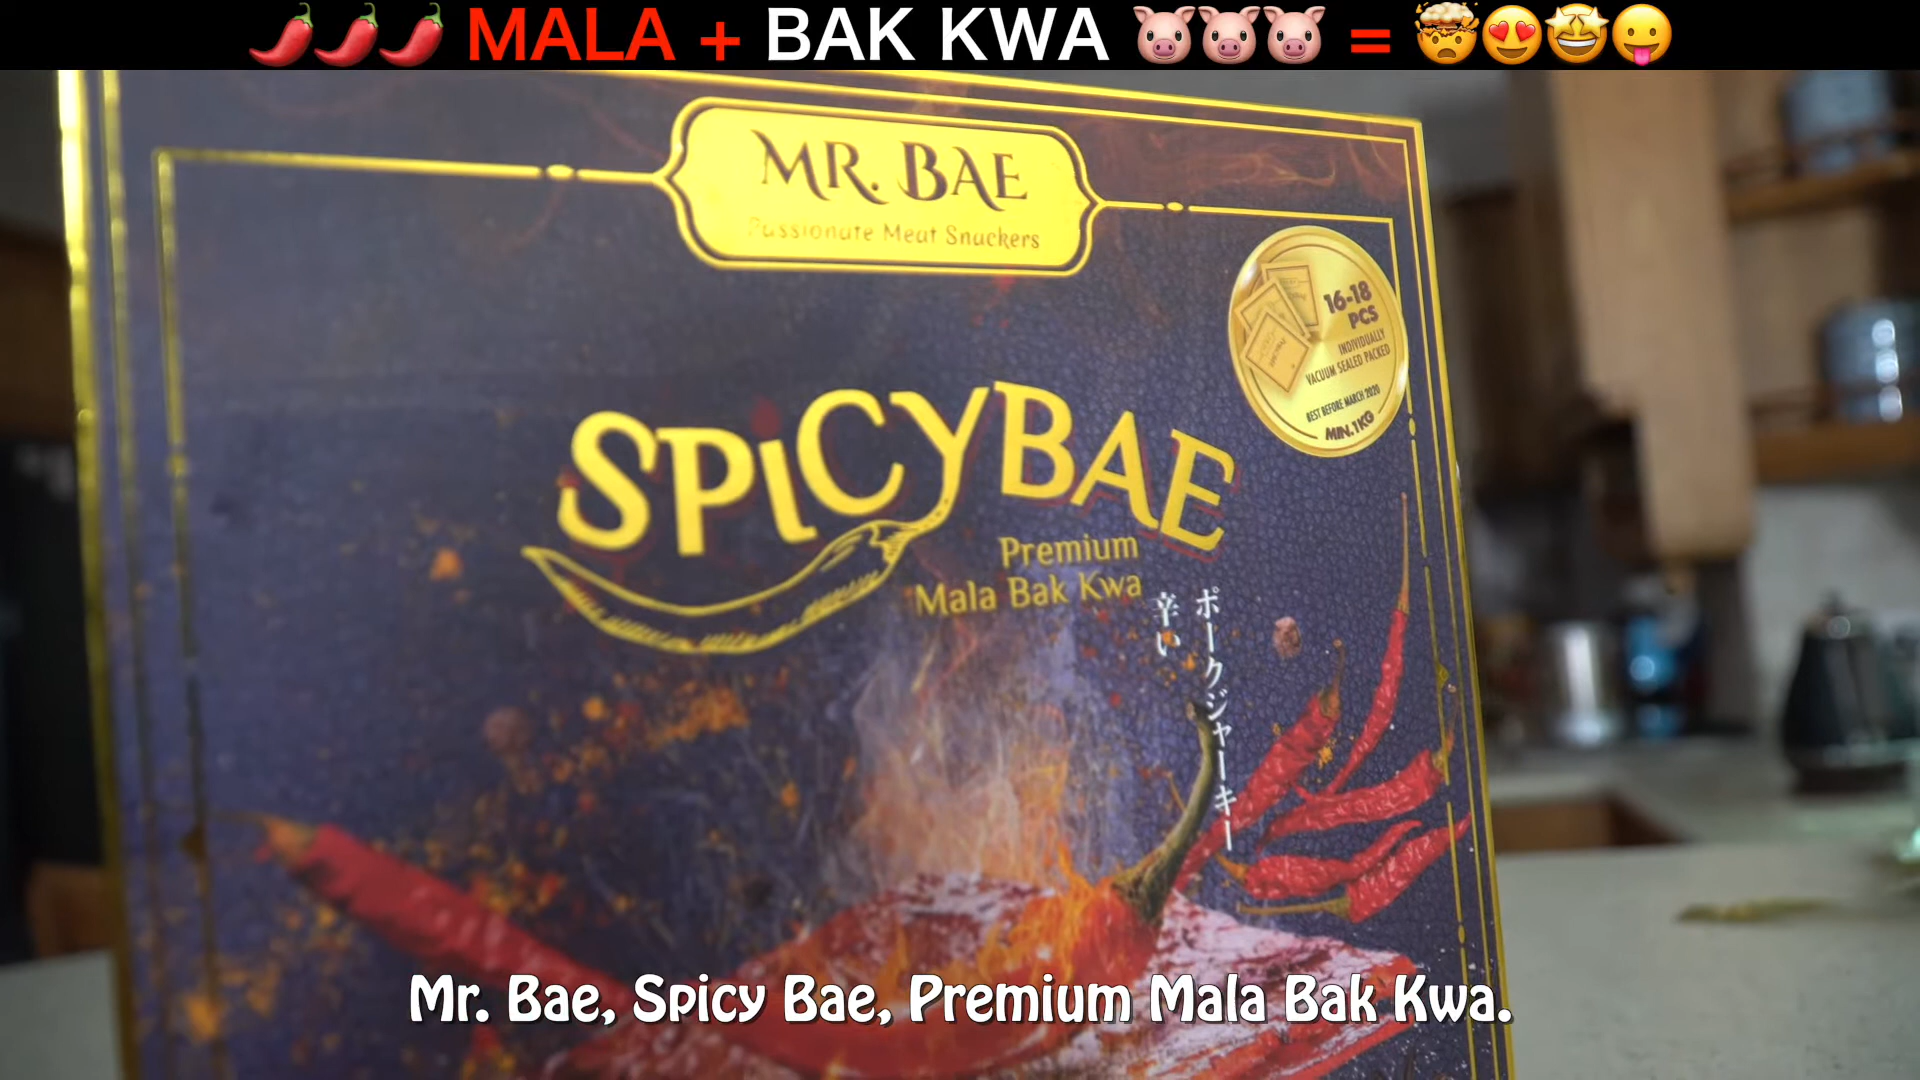 🌶️🌶️🌶️ MALA + BAK KWA 🐷🐷🐷 = 🤯😍🤩😛
MR. BAE
Passionate Meat Snackers
16-18
PCS
INDIVIDUALLY
VACUUM SEALED PACKED
BEST BEFORE MARCH 2020
MIN. 1KG
SPiCYBAE
Premium
Mala Bak Kwa
ポークジャーキー
辛い
Mr. Bae, Spicy Bae, Premium Mala Bak Kwa.